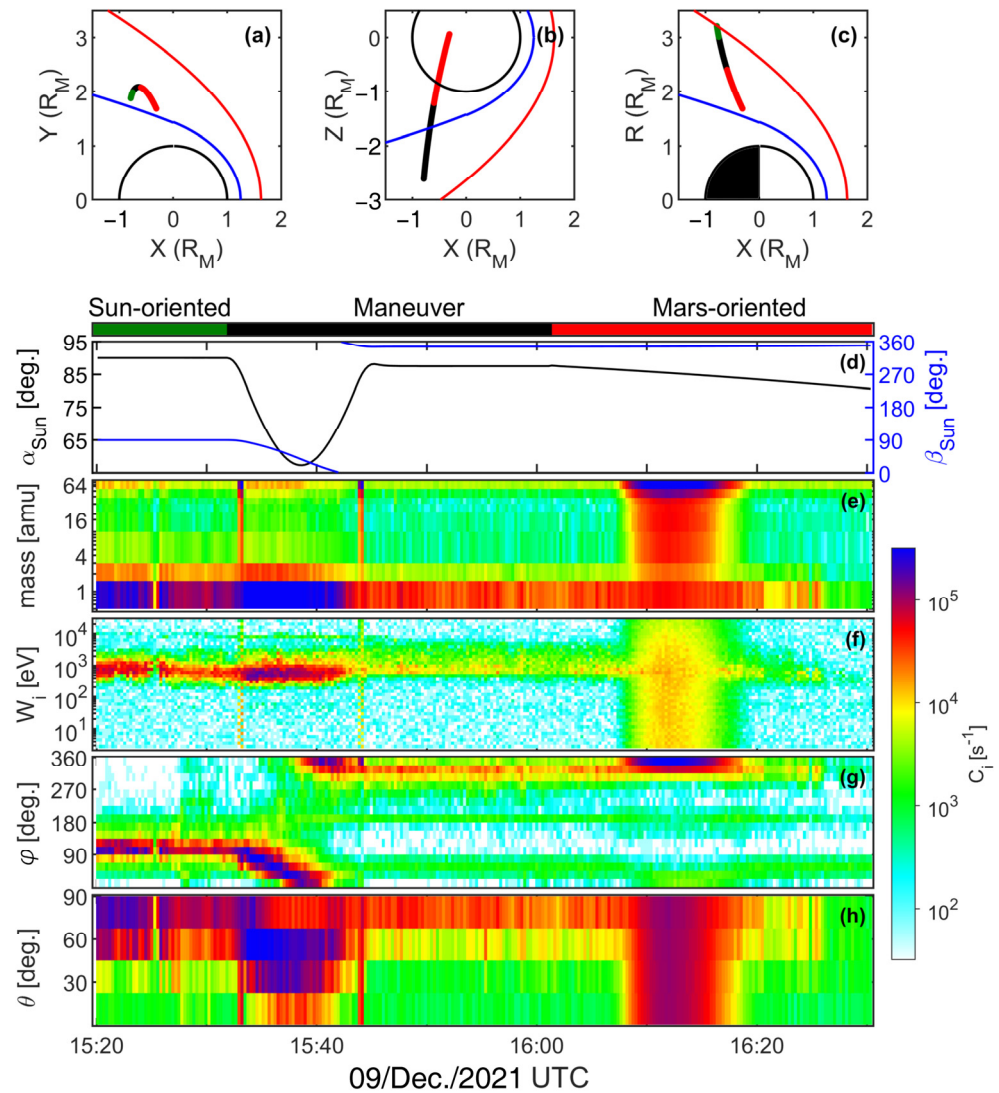 (a) (b) (c)
3 2 1 0
Y (R_M)
−1 0 1 2
X (R_M)
0 −1 −2 −3
Z (R_M)
−1 0 1 2
X (R_M)
3 2 1 0
R (R_M)
−1 0 1 2
X (R_M)
Sun-oriented Maneuver Mars-oriented
95 85 75 65
α_Sun [deg.]
(d)
360 270 180 90 0
β_Sun [deg.]
64 16 4 1
mass [amu]
(e)
10^4 10^3 10^2 10^1
W_i [eV]
(f)
360 270 180 90
φ [deg.]
(g)
90 60 30
θ [deg.]
(h)
10^5 10^4 10^3 10^2
C_i [s^-1]
15:20 15:40 16:00 16:20
09/Dec./2021 UTC